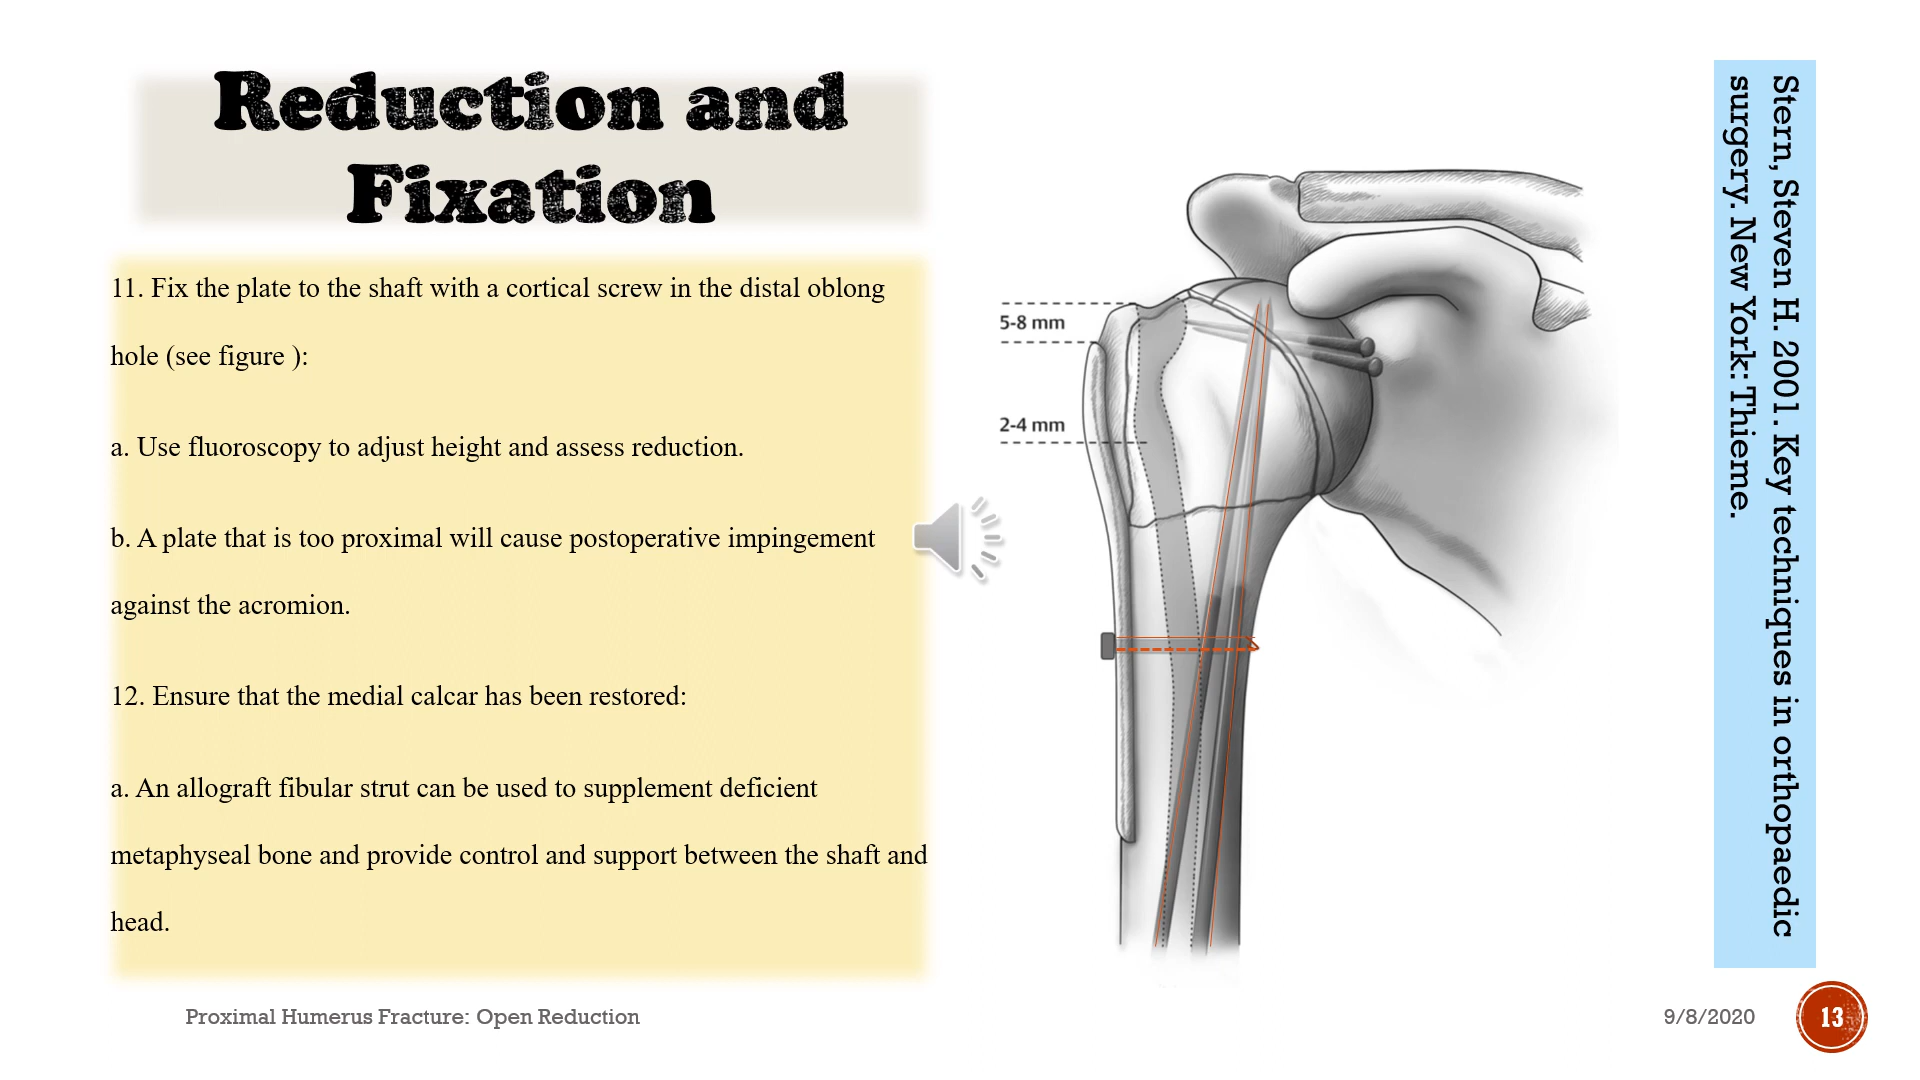 Reduction and
Fixation
11. Fix the plate to the shaft with a cortical screw in the distal oblong
hole (see figure ):
a. Use fluoroscopy to adjust height and assess reduction.
b. A plate that is too proximal will cause postoperative impingement
against the acromion.
12. Ensure that the medial calcar has been restored:
a. An allograft fibular strut can be used to supplement deficient
metaphyseal bone and provide control and support between the shaft and
head.
5-8 mm
2-4 mm
Stern, Steven H. 2001. Key techniques in orthopaedic
surgery. New York: Thieme.
Proximal Humerus Fracture: Open Reduction
9/8/2020
13